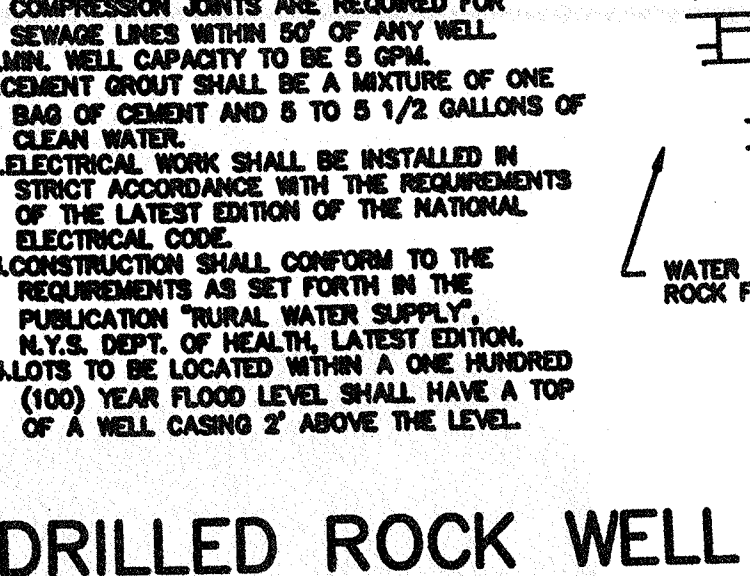 COMPRESSION JOINTS ARE REQUIRED FOR
SEWAGE LINES WITHIN 50' OF ANY WELL.
.MIN. WELL CAPACITY TO BE 5 GPM.
CEMENT GROUT SHALL BE A MIXTURE OF ONE
BAG OF CEMENT AND 5 TO 5 1/2 GALLONS OF
CLEAN WATER.
.ELECTRICAL WORK SHALL BE INSTALLED IN
STRICT ACCORDANCE WITH THE REQUIREMENTS
OF THE LATEST EDITION OF THE NATIONAL
ELECTRICAL CODE.
.CONSTRUCTION SHALL CONFORM TO THE
REQUIREMENTS AS SET FORTH IN THE
PUBLICATION "RURAL WATER SUPPLY",
N.Y.S. DEPT. OF HEALTH, LATEST EDITION.
.LOTS TO BE LOCATED WITHIN A ONE HUNDRED
(100) YEAR FLOOD LEVEL SHALL HAVE A TOP
OF A WELL CASING 2' ABOVE THE LEVEL.
WATER
ROCK F
DRILLED ROCK WELL